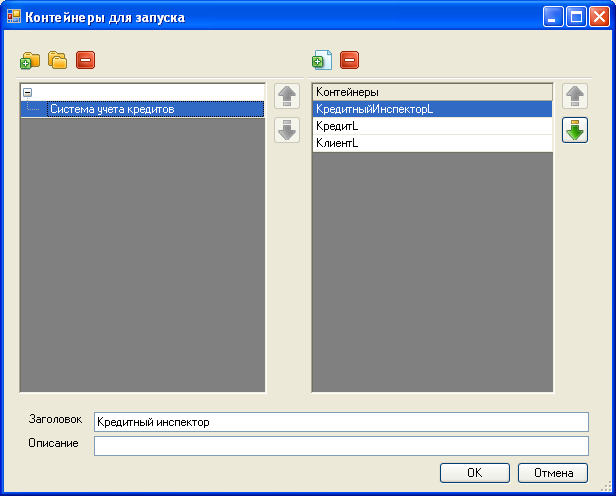 Контейнеры для запуска
Система учета кредитов
Контейнеры
КредитныйИнспекторL
КредитL
КлиентL
Заголовок
Кредитный инспектор
Описание
OK
Отмена